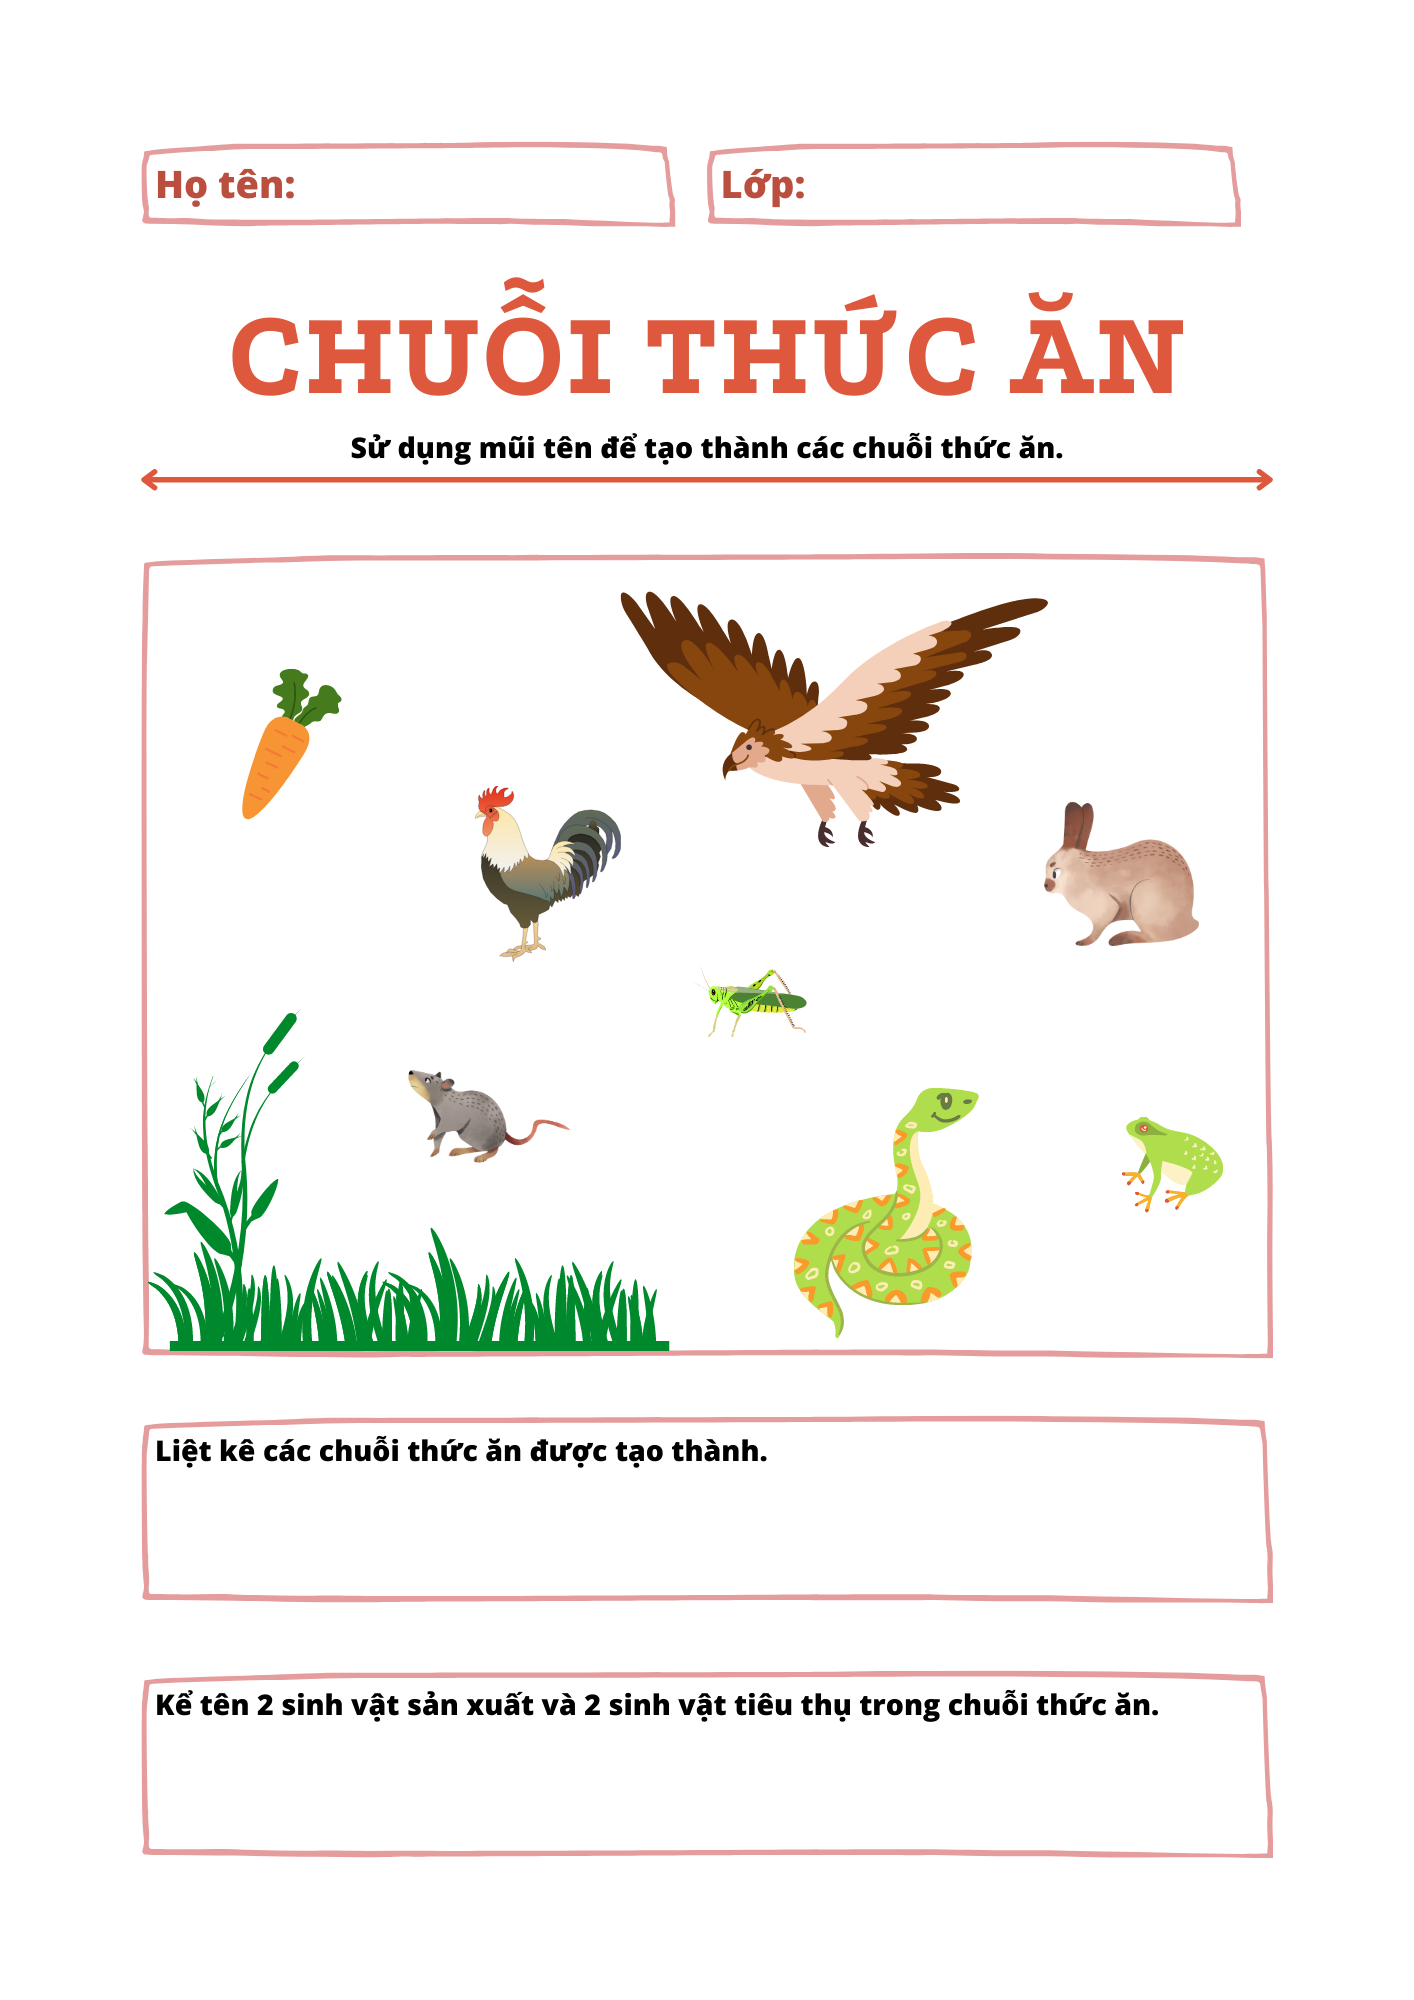 Họ tên:
Lớp:
CHUỖI THỨC ĂN
Sử dụng mũi tên để tạo thành các chuỗi thức ăn.
Liệt kê các chuỗi thức ăn được tạo thành.
Kể tên 2 sinh vật sản xuất và 2 sinh vật tiêu thụ trong chuỗi thức ăn.